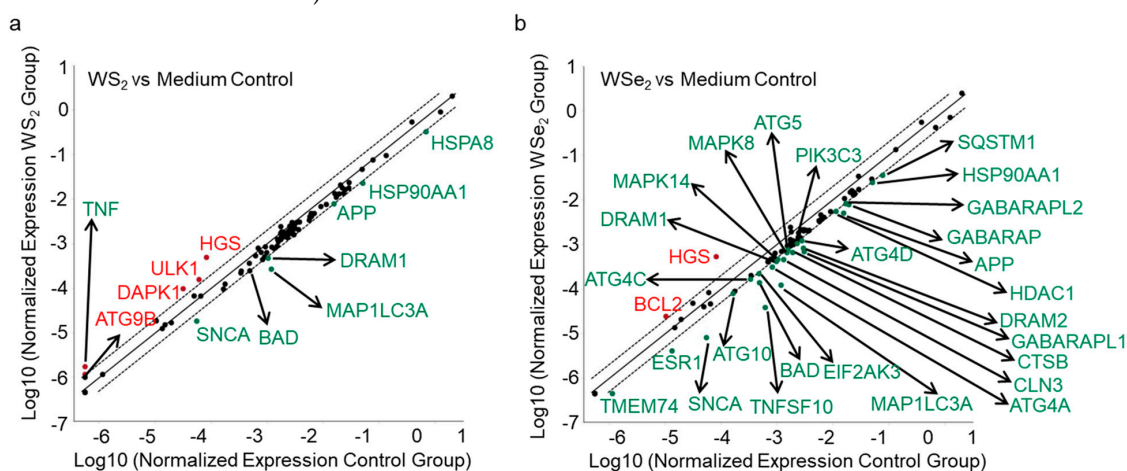 )
a
b
WS2 vs Medium Control
Log10 (Normalized Expression WS2 Group)
1
0
-1
-2
-3
-4
-5
-6
-7
HSPA8
HSP90AA1
APP
TNF
HGS
ULK1
DAPK1
ATG9B
DRAM1
MAP1LC3A
SNCA
BAD
-6 -5 -4 -3 -2 -1 0 1
Log10 (Normalized Expression Control Group)
WSe2 vs Medium Control
Log10 (Normalized Expression WSe2 Group)
1
0
-1
-2
-3
-4
-5
-6
-7
ATG5
MAPK8
PIK3C3
SQSTM1
MAPK14
HSP90AA1
DRAM1
GABARAPL2
HGS
ATG4D
GABARAP
APP
ATG4C
HDAC1
BCL2
DRAM2
GABARAPL1
CTSB
ESR1
ATG10
BAD
EIF2AK3
CLN3
TMEM74
SNCA
TNFSF10
MAP1LC3A
ATG4A
-6 -5 -4 -3 -2 -1 0 1
Log10 (Normalized Expression Control Group)